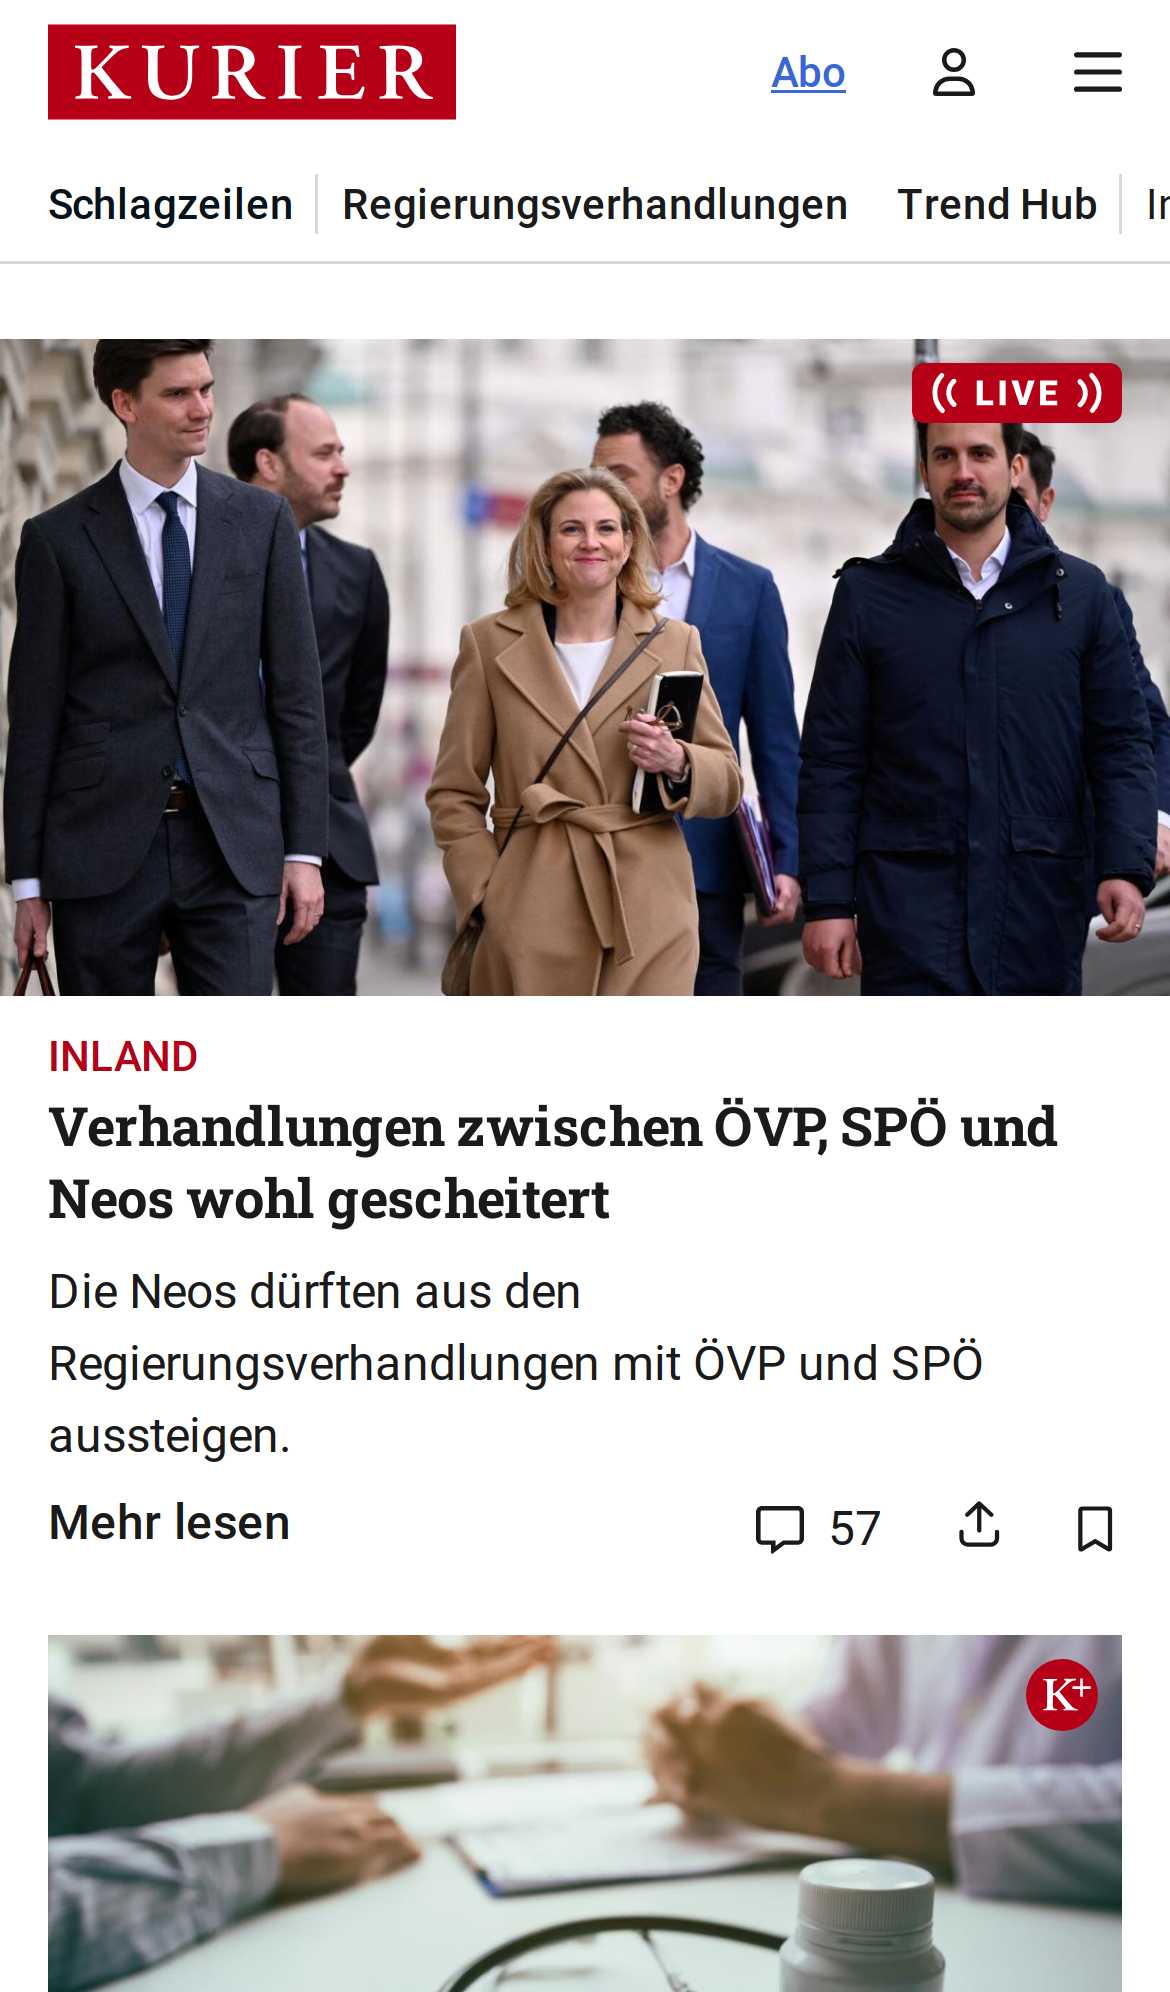 KURIER
Abo
Schlagzeilen
Regierungsverhandlungen
Trend Hub
LIVE
INLAND
Verhandlungen zwischen ÖVP, SPÖ und
Neos wohl gescheitert
Die Neos dürften aus den
Regierungsverhandlungen mit ÖVP und SPÖ
aussteigen.
Mehr lesen
57
K+